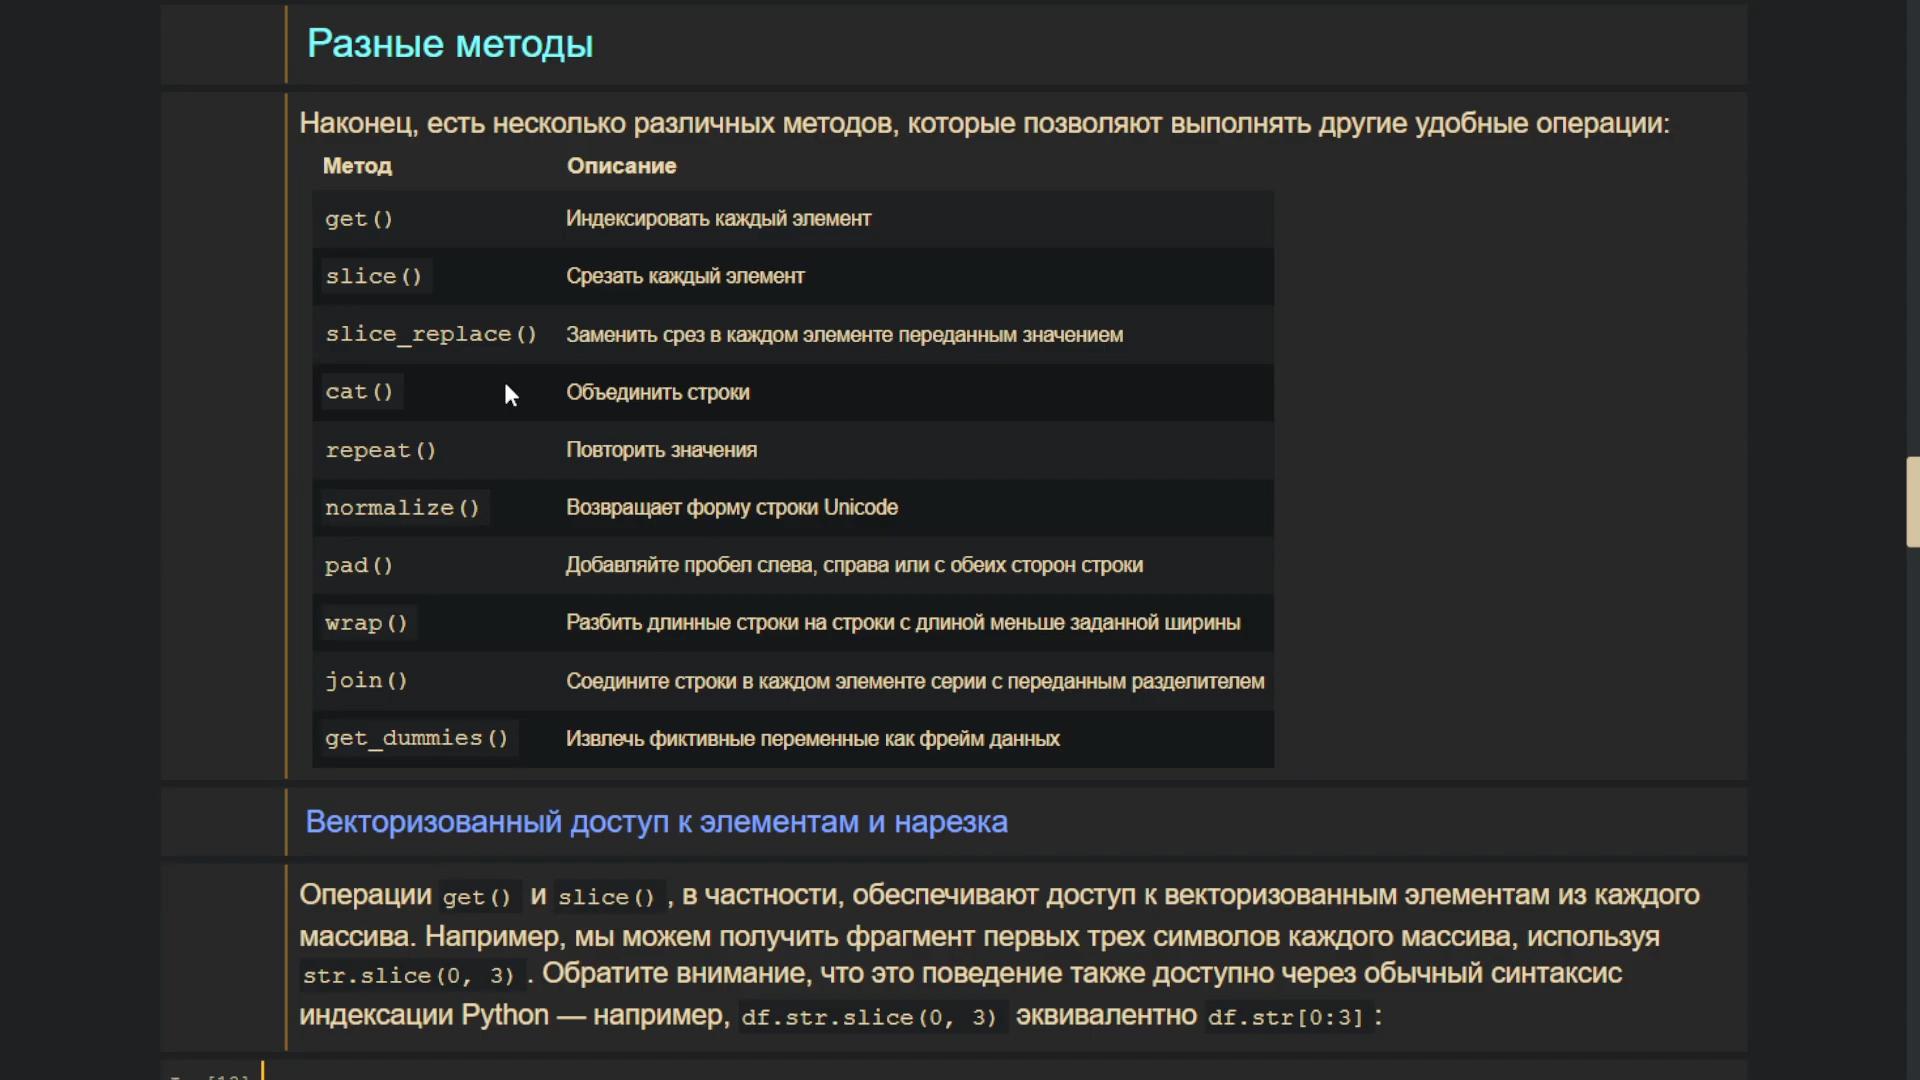 Разные методы
Наконец, есть несколько различных методов, которые позволяют выполнять другие удобные операции:
Метод Описание
get() Индексировать каждый элемент
slice() Срезать каждый элемент
slice_replace() Заменить срез в каждом элементе переданным значением
cat() Объединить строки
repeat() Повторить значения
normalize() Возвращает форму строки Unicode
pad() Добавляйте пробел слева, справа или с обеих сторон строки
wrap() Разбить длинные строки на строки с длиной меньше заданной ширины
join() Соедините строки в каждом элементе серии с переданным разделителем
get_dummies() Извлечь фиктивные переменные как фрейм данных
Векторизованный доступ к элементам и нарезка
Операции get() и slice() , в частности, обеспечивают доступ к векторизованным элементам из каждого
массива. Например, мы можем получить фрагмент первых трех символов каждого массива, используя
str.slice(0, 3) . Обратите внимание, что это поведение также доступно через обычный синтаксис
индексации Python — например, df.str.slice(0, 3) эквивалентно df.str[0:3] :